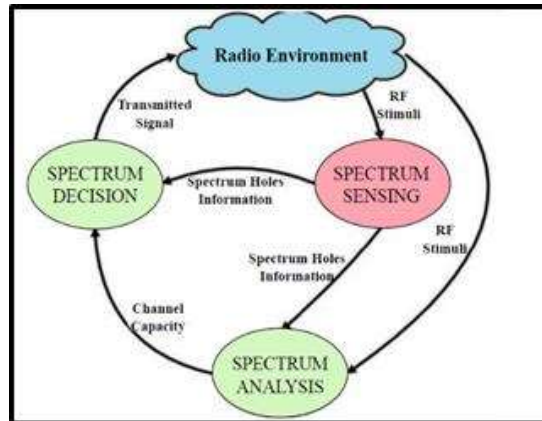 Radio Environment
Transmitted
Signal
RF
Stimuli
SPECTRUM
DECISION
Spectrum Holes
Information
SPECTRUM
SENSING
RF
Stimuli
Spectrum Holes
Information
Channel
Capacity
SPECTRUM
ANALYSIS